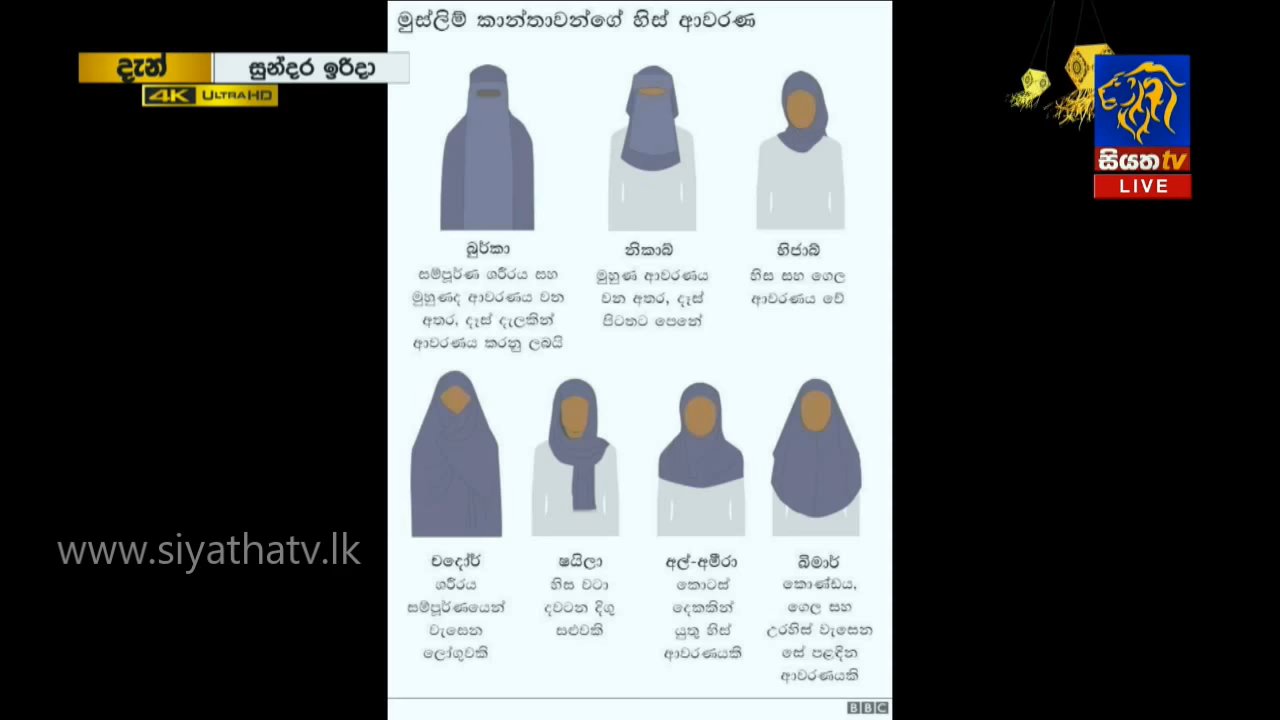 මුස්ලිම් කාන්තාවන්ගේ හිස් ආවරණ
දැන්
සුන්දර ඉරිදා
4K ULTRA HD
සියත tv
LIVE
බුර්කා
සම්පූර්ණ ශරීරය සහ
මුහුණද ආවරණය වන
අතර, දෑස් දැලකින්
ආවරණය කරනු ලබයි
නිකාබ්
මුහුණ ආවරණය
වන අතර, දෑස්
පිටතට පෙනේ
හිජාබ්
හිස සහ ගෙල
ආවරණය වේ
චදෝර්
ශරීරය
සම්පූර්ණයෙන්
වැසෙන
ලෝගුවකි
ෂයිලා
හිස වටා
දවටන දිගු
සළුවකි
අල්-අමීරා
කොටස්
දෙකකින්
යුතු හිස්
ආවරණයකි
ඛිමාර්
කොණ්ඩය,
ගෙල සහ
උරහිස් වැසෙන
සේ පළඳින
ආවරණයකි
www.siyathatv.lk
BBC